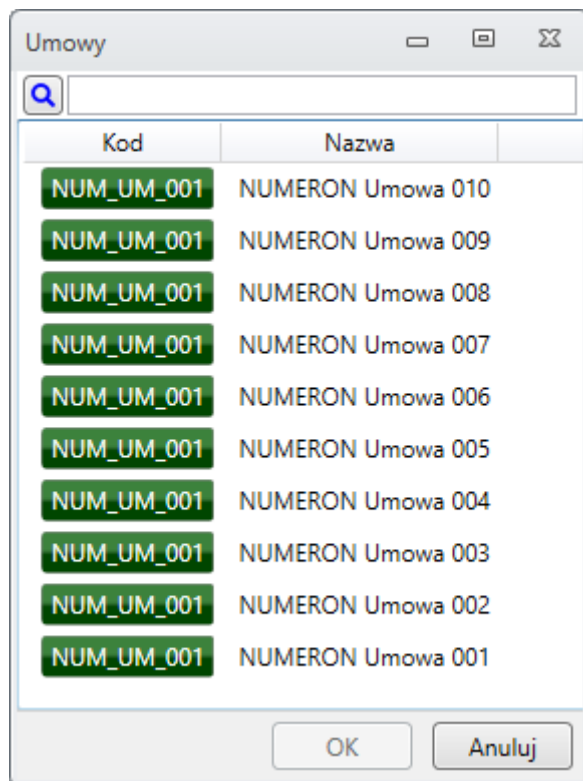 Umowy
Kod Nazwa
NUM_UM_001 NUMERON Umowa 010
NUM_UM_001 NUMERON Umowa 009
NUM_UM_001 NUMERON Umowa 008
NUM_UM_001 NUMERON Umowa 007
NUM_UM_001 NUMERON Umowa 006
NUM_UM_001 NUMERON Umowa 005
NUM_UM_001 NUMERON Umowa 004
NUM_UM_001 NUMERON Umowa 003
NUM_UM_001 NUMERON Umowa 002
NUM_UM_001 NUMERON Umowa 001
OK Anuluj